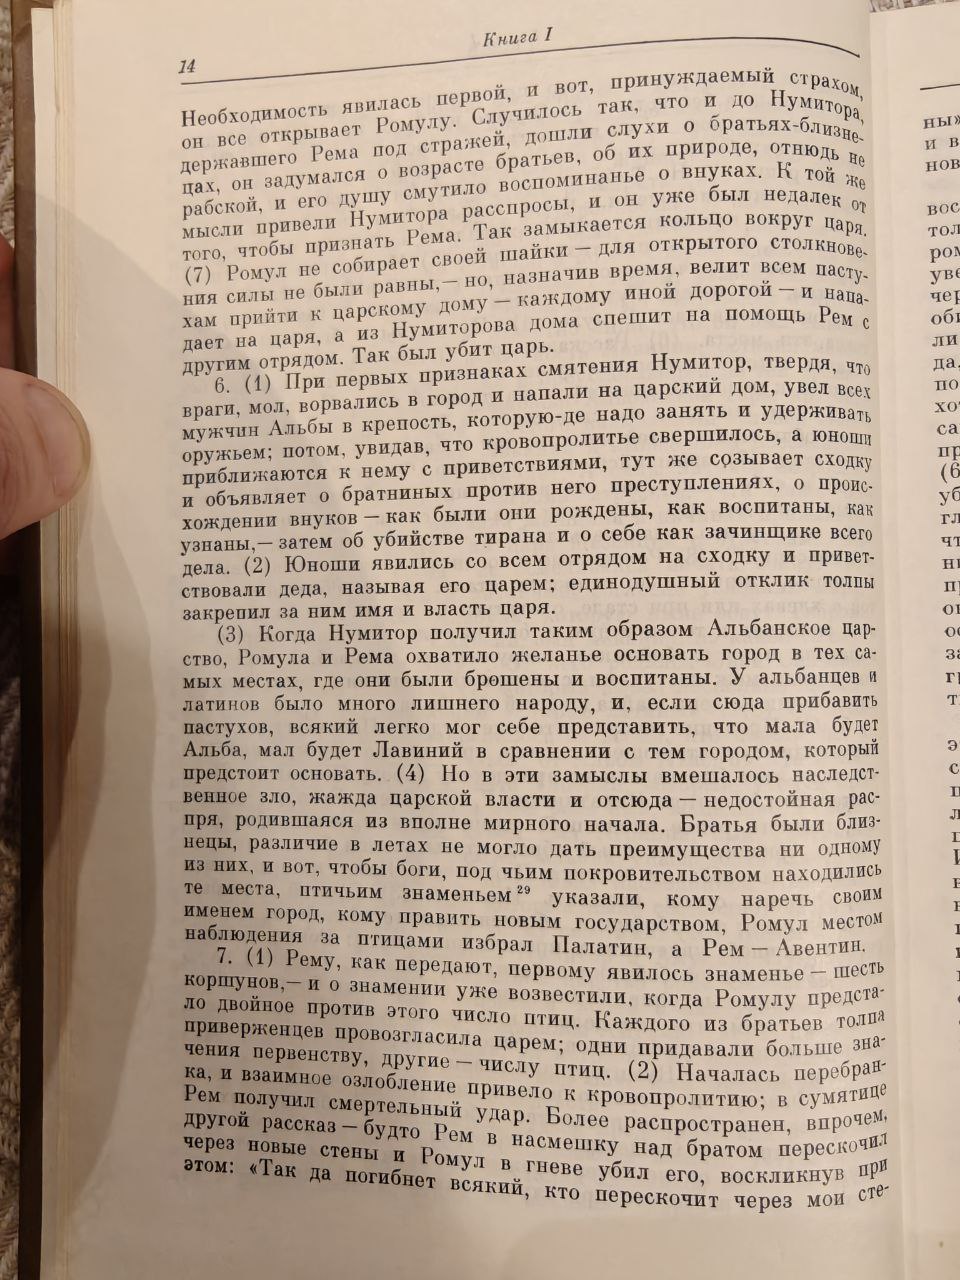 Книга I
14
Необходимость явилась первой, и вот, принуждаемый страхом,
он все открывает Ромулу. Случилось так, что и до Нумитора,
державшего Рема под стражей, дошли слухи о братьях-близне-
цах, он задумался о возрасте братьев, об их природе, отнюдь не
рабской, и его душу смутило воспоминанье о внуках. К той же
мысли привели Нумитора расспросы, и он уже был недалек от
того, чтобы признать Рема. Так замыкается кольцо вокруг царя.
(7) Ромул не собирает своей шайки — для открытого столкнове-
ния силы не были равны,— но, назначив время, велит всем пасту-
хам прийти к царскому дому — каждому иной дорогой — и напа-
дает на царя, а из Нумиторова дома спешит на помощь Рем с
другим отрядом. Так был убит царь.
6. (1) При первых признаках смятения Нумитор, твердя, что
враги, мол, ворвались в город и напали на царский дом, увел всех
мужчин Альбы в крепость, которую-де надо занять и удерживать
оружьем; потом, увидав, что кровопролитье свершилось, а юноши
приближаются к нему с приветствиями, тут же созывает сходку
и объявляет о братниных против него преступлениях, о проис-
хождении внуков — как были они рождены, как воспитаны, как
узнаны,— затем об убийстве тирана и о себе как зачинщике всего
дела. (2) Юноши явились со всем отрядом на сходку и привет-
ствовали деда, называя его царем; единодушный отклик толпы
закрепил за ним имя и власть царя.
(3) Когда Нумитор получил таким образом Альбанское цар-
ство, Ромула и Рема охватило желанье основать город в тех са-
мых местах, где они были брошены и воспитаны. У альбанцев и
латинов было много лишнего народу, и, если сюда прибавить
пастухов, всякий легко мог себе представить, что мала будет
Альба, мал будет Лавиний в сравнении с тем городом, который
предстоит основать. (4) Но в эти замыслы вмешалось наследст-
венное зло, жажда царской власти и отсюда — недостойная рас-
пря, родившаяся из вполне мирного начала. Братья были близ-
нецы, различие в летах не могло дать преимущества ни одному
из них, и вот, чтобы боги, под чьим покровительством находились
те места, птичьим знаменьем ²⁹ указали, кому наречь своим
именем город, кому править новым государством, Ромул местом
наблюдения за птицами избрал Палатин, а Рем — Авентин.
7. (1) Рему, как передают, первому явилось знаменье — шесть
коршунов,— и о знамении уже возвестили, когда Ромулу предста-
ло двойное против этого число птиц. Каждого из братьев толпа
приверженцев провозгласила царем; одни придавали больше зна-
чения первенству, другие — числу птиц. (2) Началась перебран-
ка, и взаимное озлобление привело к кровопролитию; в сумятице
Рем получил смертельный удар. Более распространен, впрочем,
другой рассказ — будто Рем в насмешку над братом перескочил
через новые стены и Ромул в гневе убил его, воскликнув при
этом: «Так да погибнет всякий, кто перескочит через мои сте-